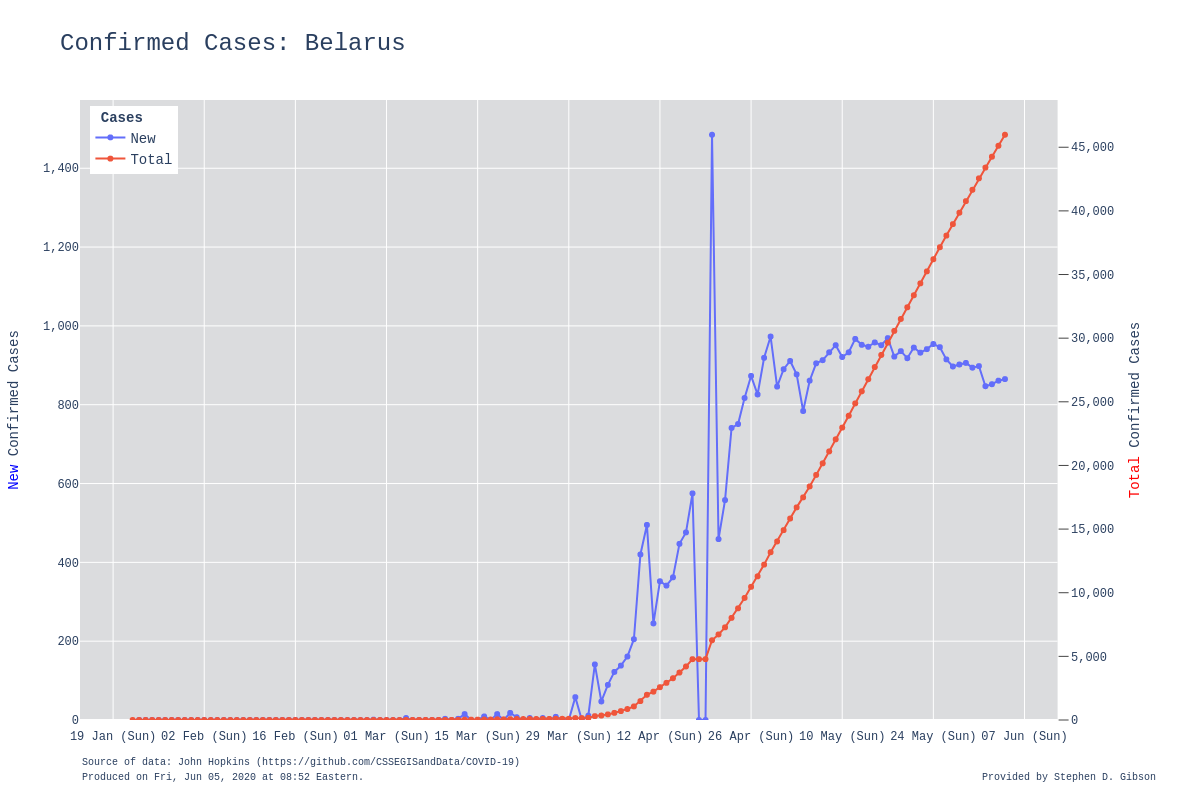 Confirmed Cases: Belarus
Cases
New
Total
1,400
1,200
1,000
800
600
400
200
0
New Confirmed Cases
45,000
40,000
35,000
30,000
25,000
20,000
15,000
10,000
5,000
0
Total Confirmed Cases
19 Jan (Sun) 02 Feb (Sun) 16 Feb (Sun) 01 Mar (Sun) 15 Mar (Sun) 29 Mar (Sun) 12 Apr (Sun) 26 Apr (Sun) 10 May (Sun) 24 May (Sun) 07 Jun (Sun)
Source of data: John Hopkins (https://github.com/CSSEGISandData/COVID-19)
Produced on Fri, Jun 05, 2020 at 08:52 Eastern.
Provided by Stephen D. Gibson